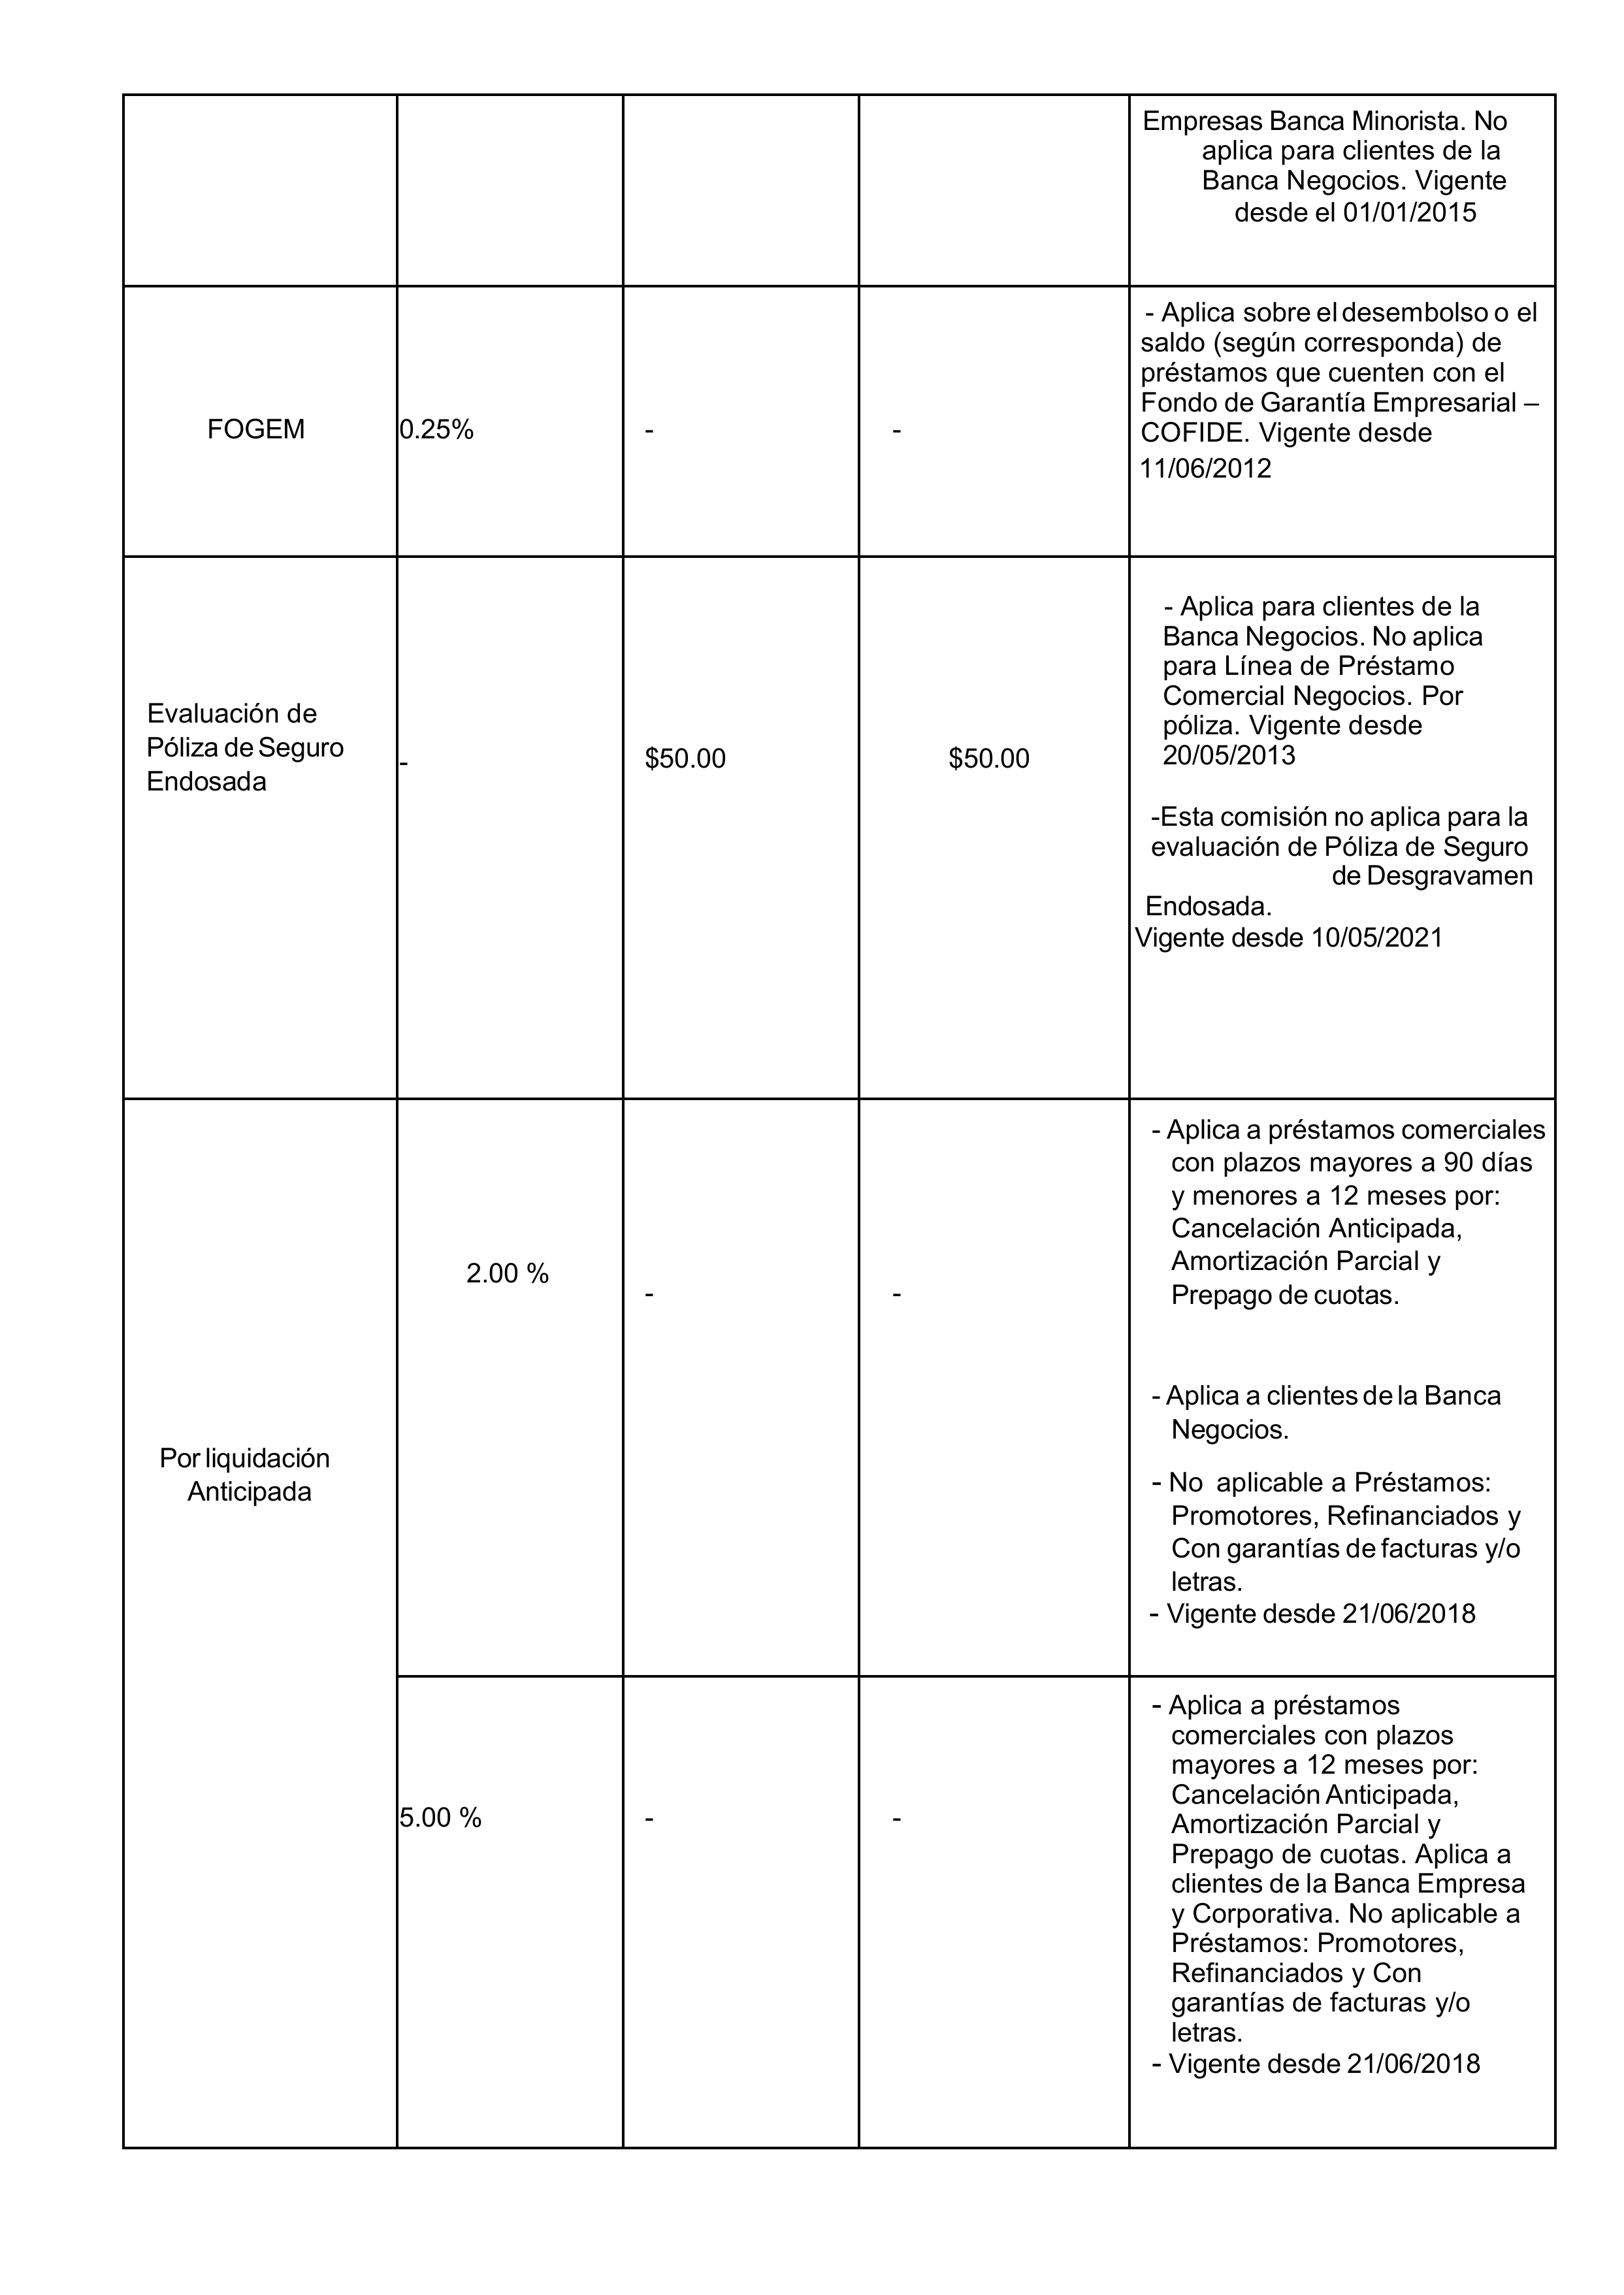 Empresas Banca Minorista. No
aplica para clientes de la
Banca Negocios. Vigente
desde el 01/01/2015
FOGEM
0.25%
-
-
- Aplica sobre el desembolso o el
saldo (según corresponda) de
préstamos que cuenten con el
Fondo de Garantía Empresarial –
COFIDE. Vigente desde
11/06/2012
Evaluación de
Póliza de Seguro
Endosada
-
$50.00
$50.00
- Aplica para clientes de la
Banca Negocios. No aplica
para Línea de Préstamo
Comercial Negocios. Por
póliza. Vigente desde
20/05/2013
-Esta comisión no aplica para la
evaluación de Póliza de Seguro
de Desgravamen
Endosada.
Vigente desde 10/05/2021
Por liquidación
Anticipada
2.00 %
-
-
- Aplica a préstamos comerciales
con plazos mayores a 90 días
y menores a 12 meses por:
Cancelación Anticipada,
Amortización Parcial y
Prepago de cuotas.
- Aplica a clientes de la Banca
Negocios.
- No aplicable a Préstamos:
Promotores, Refinanciados y
Con garantías de facturas y/o
letras.
- Vigente desde 21/06/2018
5.00 %
-
-
- Aplica a préstamos
comerciales con plazos
mayores a 12 meses por:
Cancelación Anticipada,
Amortización Parcial y
Prepago de cuotas. Aplica a
clientes de la Banca Empresa
y Corporativa. No aplicable a
Préstamos: Promotores,
Refinanciados y Con
garantías de facturas y/o
letras.
- Vigente desde 21/06/2018